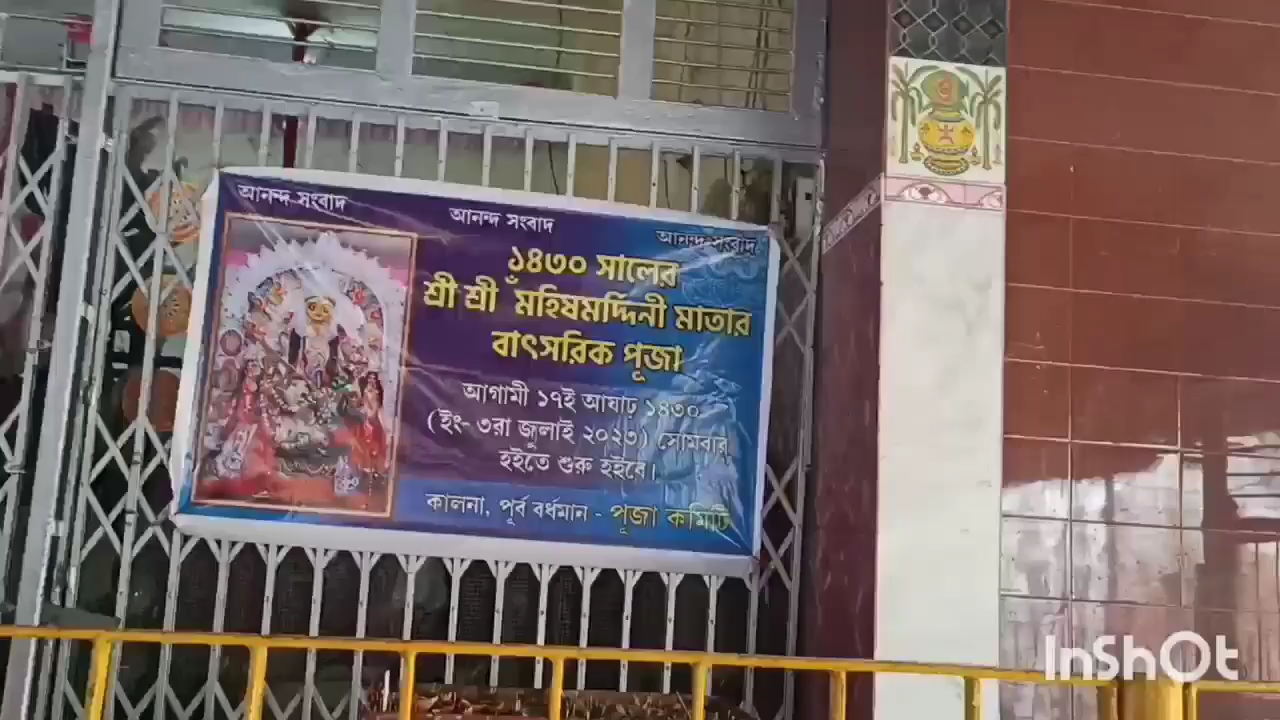 আনন্দ সংবাদ
আনন্দ সংবাদ
আনন্দ সংবাদ
১৪৩০ সালের
শ্রী শ্রী ঁমহিষমর্দ্দিনী মাতার
বাৎসরিক পূজা
আগামী ১৭ই আষাঢ় ১৪৩০
(ইং- ৩রা জুলাই ২০২৩) সোমবার
হইতে শুরু হইবে।
কালনা, পূর্ব বর্ধমান - পূজা কমিটি
InShOt